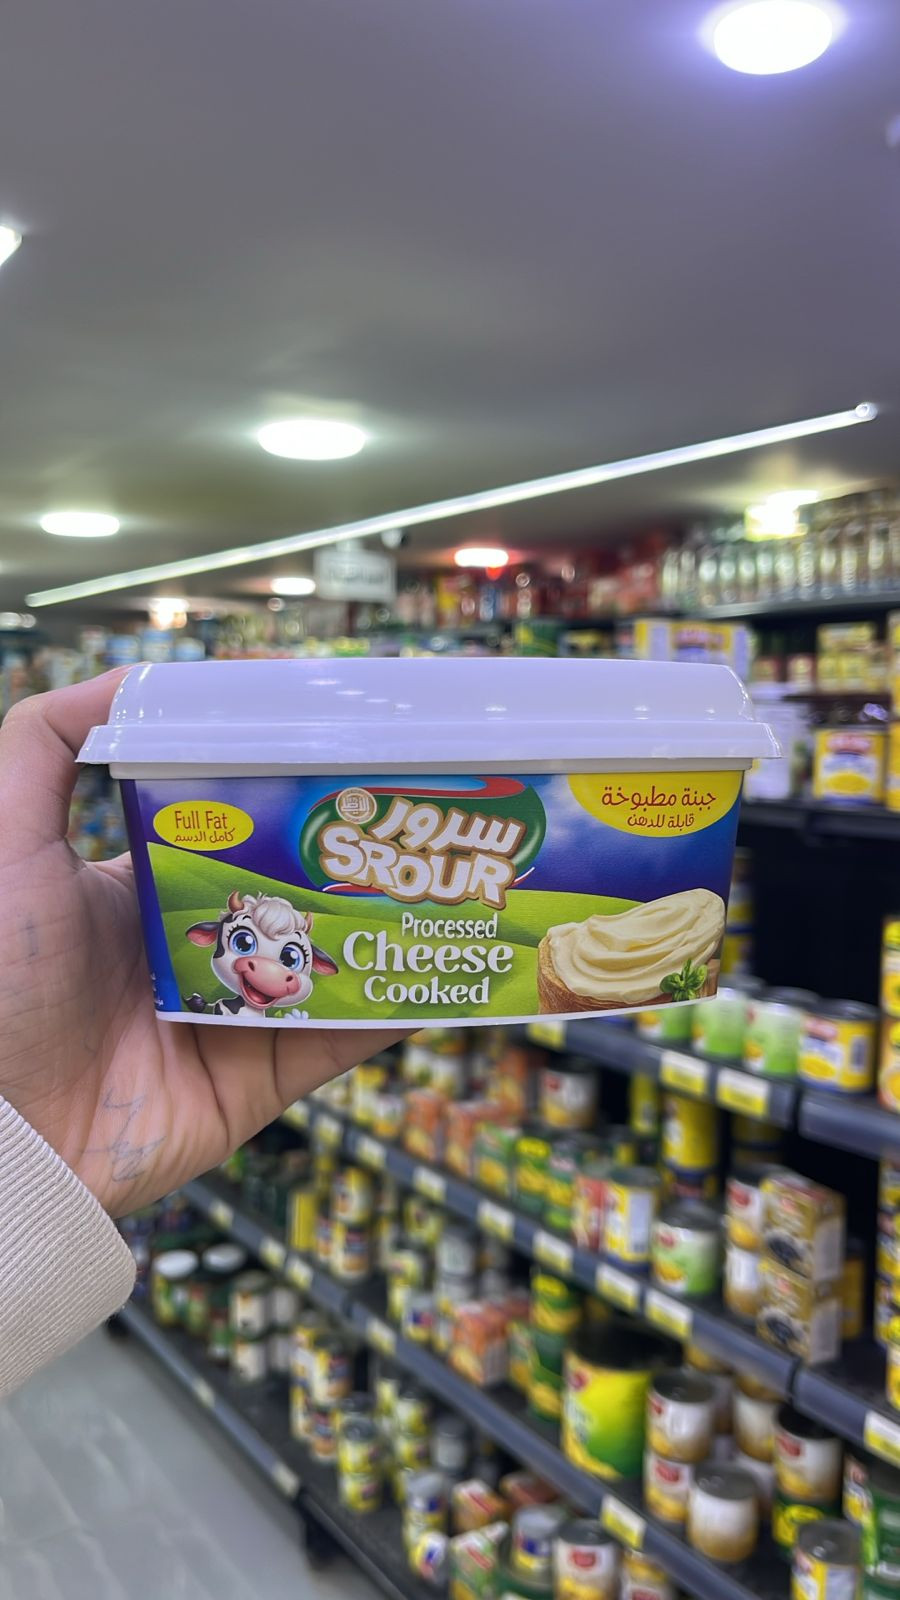 Full Fat
كامل الدسم
سرور
SROUR
جبنة مطبوخة
قابلة للدهن
Processed
Cheese
Cooked